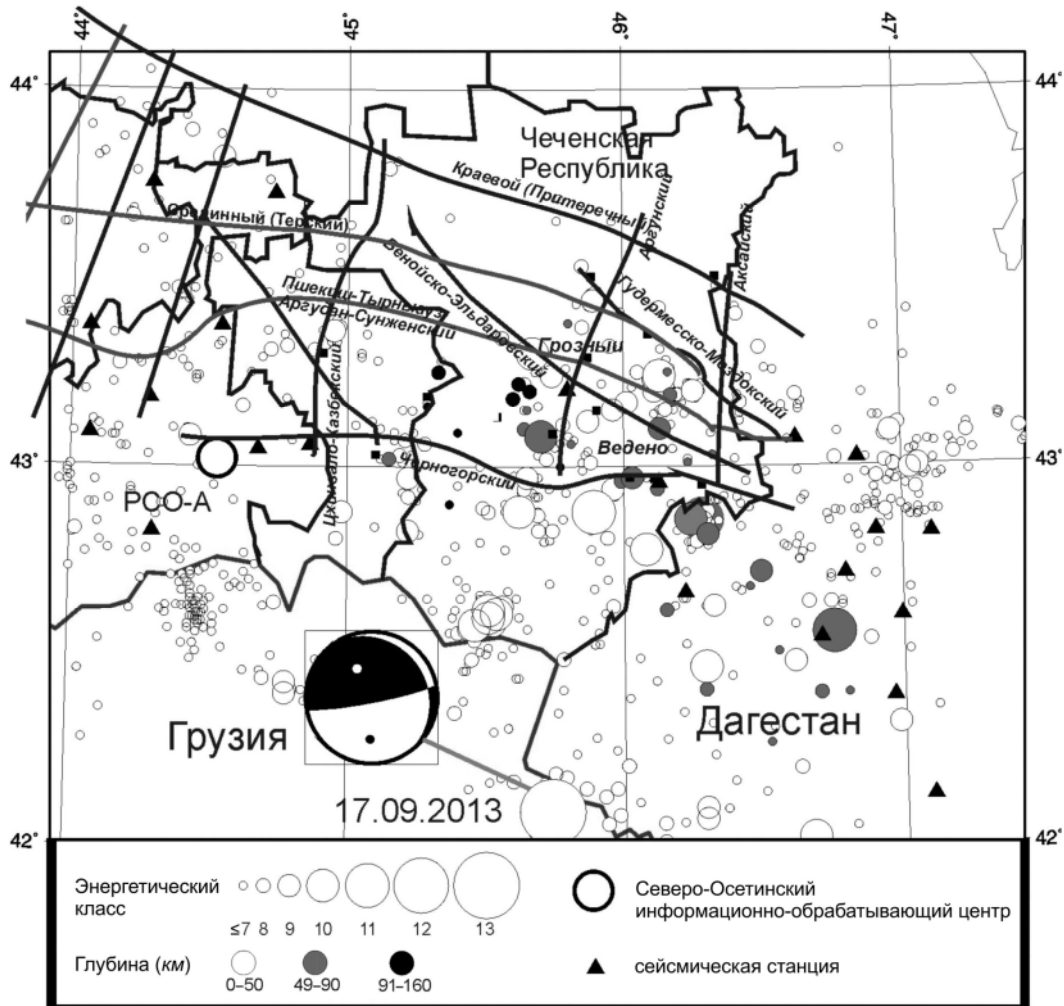 44°
45°
46°
47°
44°
44°
Чеченская
Республика
Краевой (Притеречный)
Аргунский
Аксайский
Срединный (Терский)
Бенойско-Эльдаровский
Гудермесско-Моздокский
Пшекиш-Тырныауз
Аргудан-Сунженский
Грозный
Цхинвало-Казбекский
43°
43°
Ведено
Черногорский
РСО-А
Грузия
Дагестан
17.09.2013
42°
42°
Энергетический
класс
≤7 8 9 10 11 12 13
Северо-Осетинский
информационно-обрабатывающий центр
Глубина (км)
0–50 49–90 91–160
сейсмическая станция